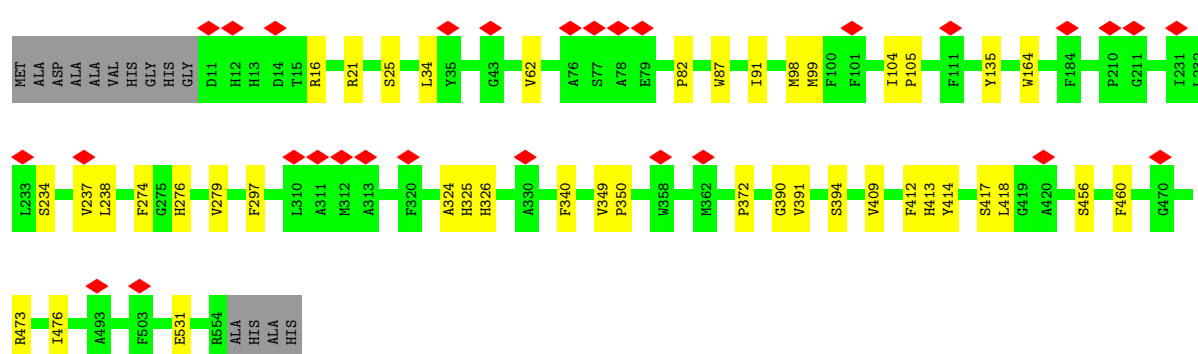 MET ALA ASP ALA ALA VAL HIS GLY HIS GLY D11 H12 H13 D14 T15 R16 R21 S25 L34 Y35 G43 V62 A76 S77 A78 E79 P82 W87 I91 M98 M99 F100 F101 I104 P105 F111 Y135 W164 F184 P210 G211 I231 L232
L233 S234 V237 L238 F274 G275 H276 V279 F297 L310 A311 M312 A313 F320 A324 H325 H326 A330 F340 V349 P350 W358 M362 P372 G390 V391 S394 V409 F412 H413 Y414 S417 L418 G419 A420 S456 F460 G470
R473 I476 A493 F503 E531 R554 ALA HIS ALA HIS